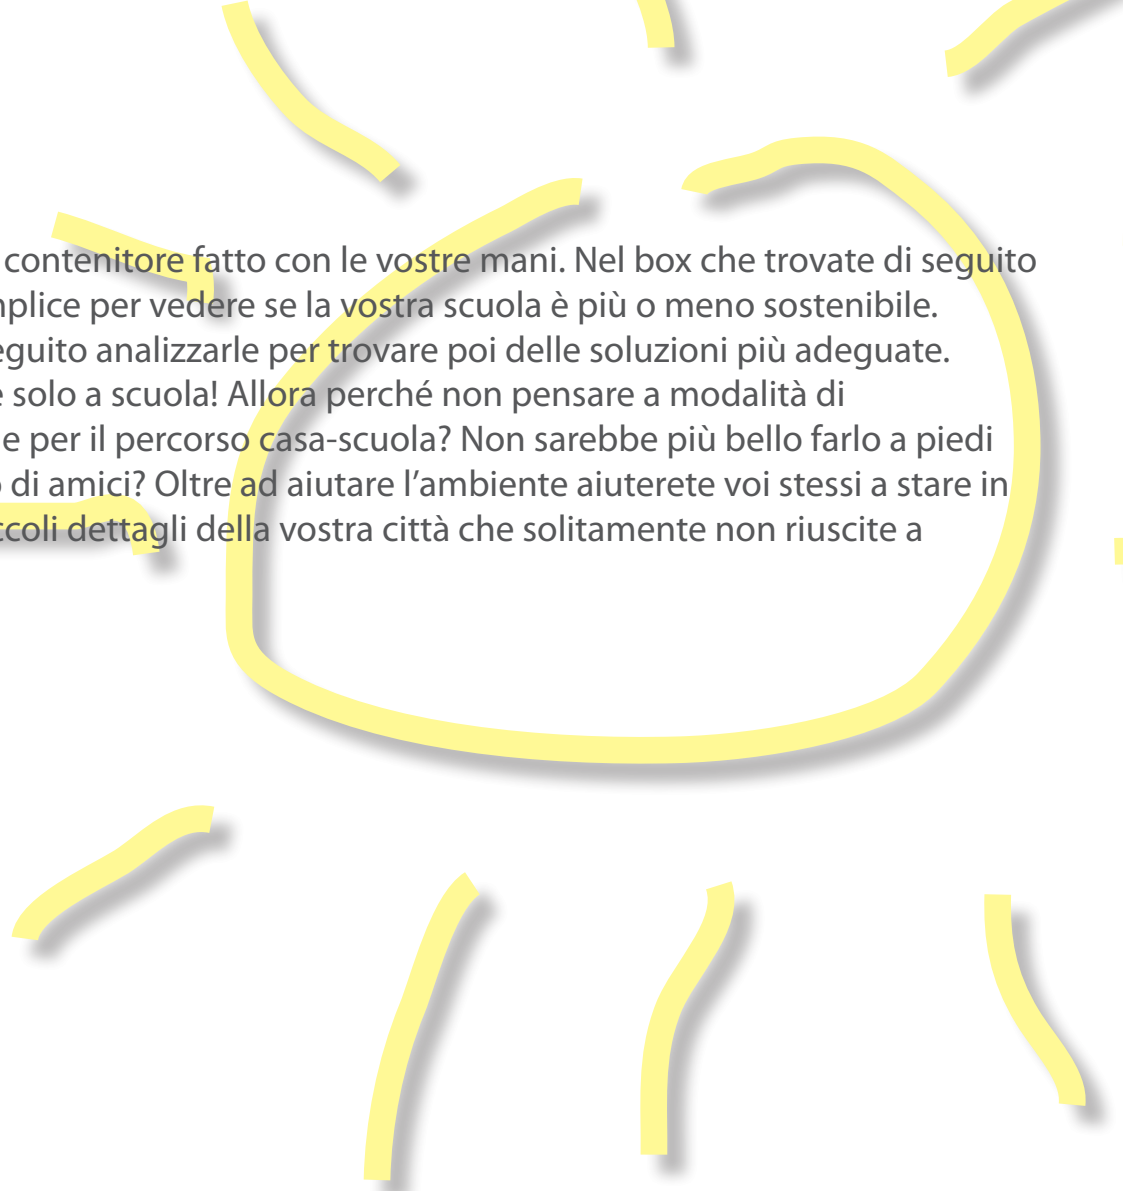 contenitore fatto con le vostre mani. Nel box che trovate di seguito
per vedere se la vostra scuola è più o meno sostenibile.
analizzarle per trovare poi delle soluzioni più adeguate.
solo a scuola! Allora perché non pensare a modalità di
e per il percorso casa-scuola? Non sarebbe più bello farlo a piedi
di amici? Oltre ad aiutare l’ambiente aiuterete voi stessi a stare in
dettagli della vostra città che solitamente non riuscite a